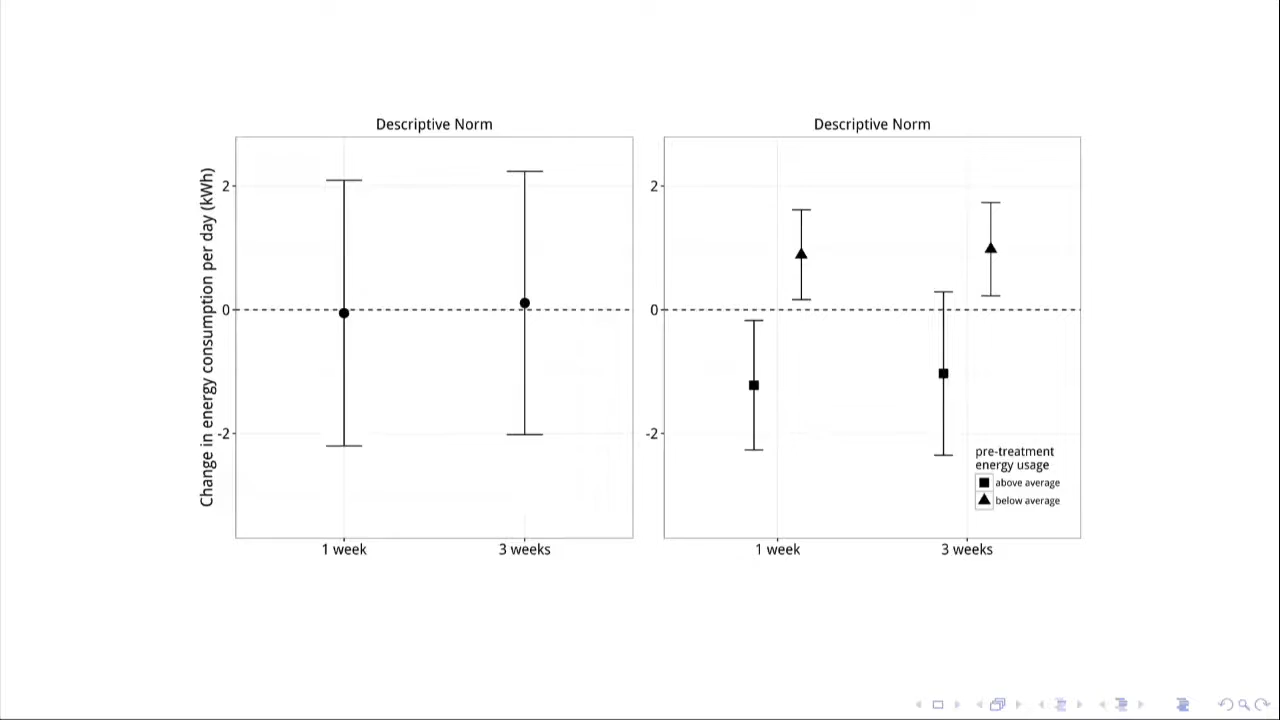 Descriptive Norm
Change in energy consumption per day (kWh)
2
0
-2
1 week
3 weeks
Descriptive Norm
2
0
-2
pre-treatment
energy usage
above average
below average
1 week
3 weeks